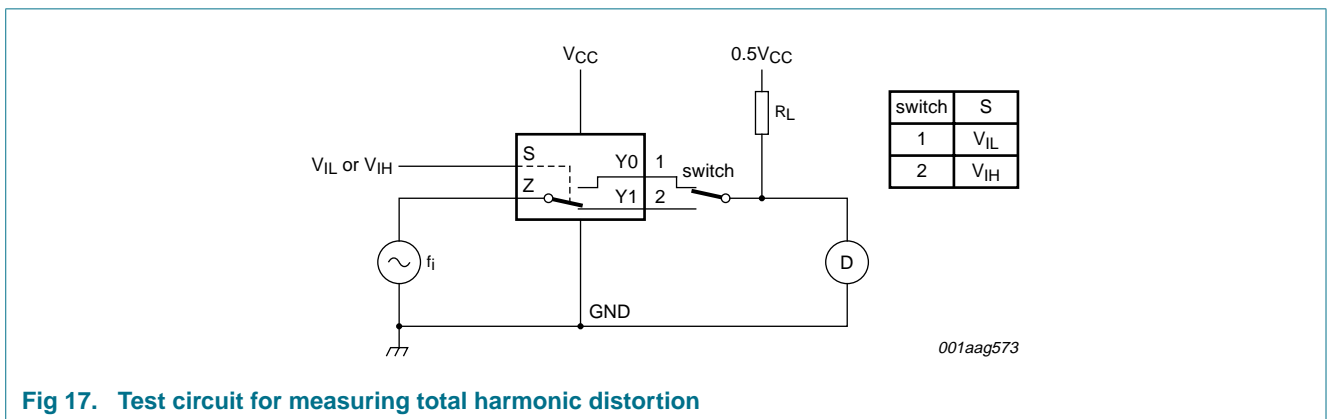 VCC
0.5VCC
RL
switch S
1 VIL
2 VIH
VIL or VIH
S
Z
Y0 1
Y1 2
switch
fi
D
GND
001aag573
Fig 17. Test circuit for measuring total harmonic distortion